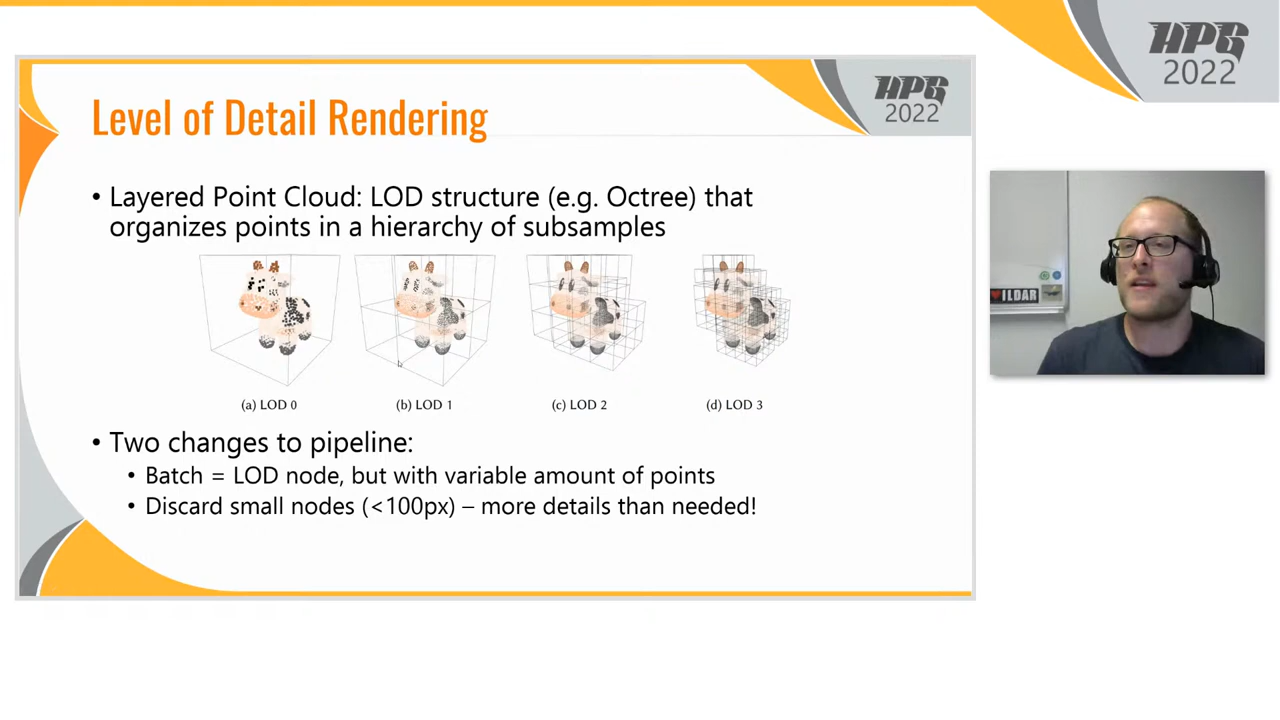 HPG
2022
Level of Detail Rendering
HPG
2022
• Layered Point Cloud: LOD structure (e.g. Octree) that
organizes points in a hierarchy of subsamples
(a) LOD 0
(b) LOD 1
(c) LOD 2
(d) LOD 3
• Two changes to pipeline:
• Batch = LOD node, but with variable amount of points
• Discard small nodes (<100px) – more details than needed!
ILDAR